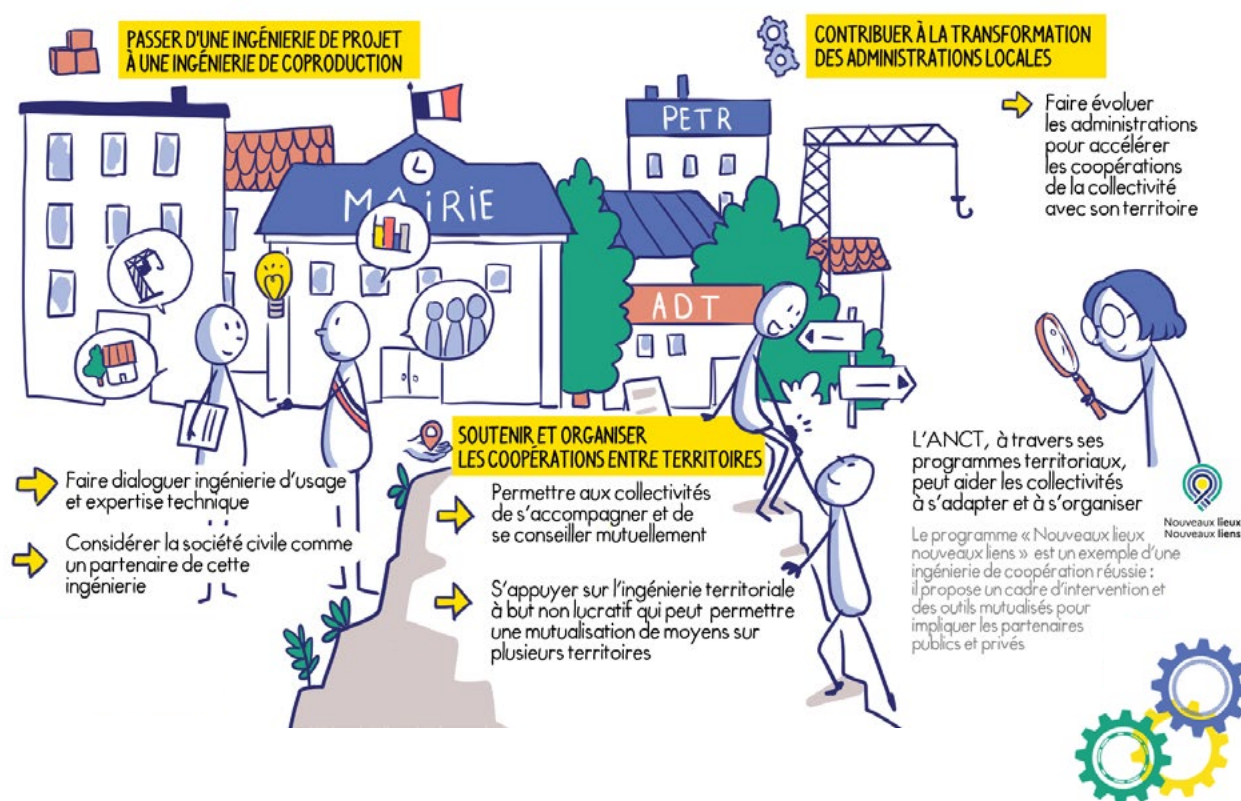 PASSER D'UNE INGÉNIERIE DE PROJET
À UNE INGÉNIERIE DE COPRODUCTION
CONTRIBUER À LA TRANSFORMATION
DES ADMINISTRATIONS LOCALES
Faire évoluer
les administrations
pour accélérer
les coopérations
de la collectivité
avec son territoire
PETR
MÂIRIE
ADT
SOUTENIR ET ORGANISER
LES COOPÉRATIONS ENTRE TERRITOIRES
Faire dialoguer ingénierie d'usage
et expertise technique
Considérer la société civile comme
un partenaire de cette
ingénierie
Permettre aux collectivités
de s'accompagner et de
se conseiller mutuellement
S'appuyer sur l'ingénierie territoriale
à but non lucratif qui peut permettre
une mutualisation de moyens sur
plusieurs territoires
L'ANCT, à travers ses
programmes territoriaux,
peut aider les collectivités
à s'adapter et à s'organiser
Nouveaux lieux
Nouveaux liens
Le programme « Nouveaux lieux
nouveaux liens » est un exemple d'une
ingénierie de coopération réussie :
il propose un cadre d'intervention et
des outils mutualisés pour
impliquer les partenaires
publics et privés